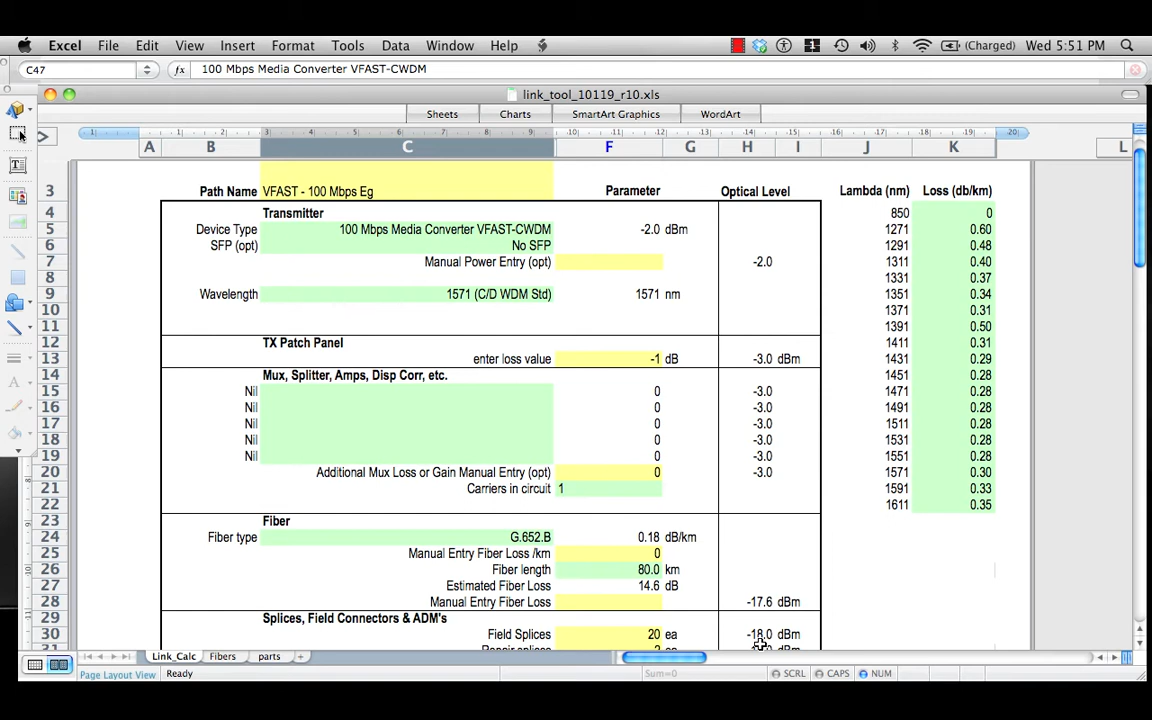 Excel File Edit View Insert Format Tools Data Window Help (Charged) Wed 5:51 PM
C47 fx 100 Mbps Media Converter VFAST-CWDM
link_tool_10119_r10.xls
Sheets Charts SmartArt Graphics WordArt
A B C F G H I J K L
3 Path Name VFAST - 100 Mbps Eg Parameter Optical Level Lambda (nm) Loss (db/km)
4 Transmitter 850 0
5 Device Type 100 Mbps Media Converter VFAST-CWDM -2.0 dBm 1271 0.60
6 SFP (opt) No SFP 1291 0.48
7 Manual Power Entry (opt) -2.0 1311 0.40
8 1331 0.37
9 Wavelength 1571 (C/D WDM Std) 1571 nm 1351 0.34
10 1371 0.31
11 1391 0.50
12 TX Patch Panel 1411 0.31
13 enter loss value -1 dB -3.0 dBm 1431 0.29
14 Mux, Splitter, Amps, Disp Corr, etc. 1451 0.28
15 Nil 0 -3.0 1471 0.28
16 Nil 0 -3.0 1491 0.28
17 Nil 0 -3.0 1511 0.28
18 Nil 0 -3.0 1531 0.28
19 Nil 0 -3.0 1551 0.28
20 Additional Mux Loss or Gain Manual Entry (opt) 0 -3.0 1571 0.30
21 Carriers in circuit 1 1591 0.33
22 1611 0.35
23 Fiber
24 Fiber type G.652.B 0.18 dB/km
25 Manual Entry Fiber Loss /km 0
26 Fiber length 80.0 km
27 Estimated Fiber Loss 14.6 dB
28 Manual Entry Fiber Loss -17.6 dBm
29 Splices, Field Connectors & ADM's
30 Field Splices 20 ea -18.0 dBm
31 Repair splices 2 ea dBm
Link_Calc Fibers parts +
Page Layout View Ready Sum=0 SCRL CAPS NUM